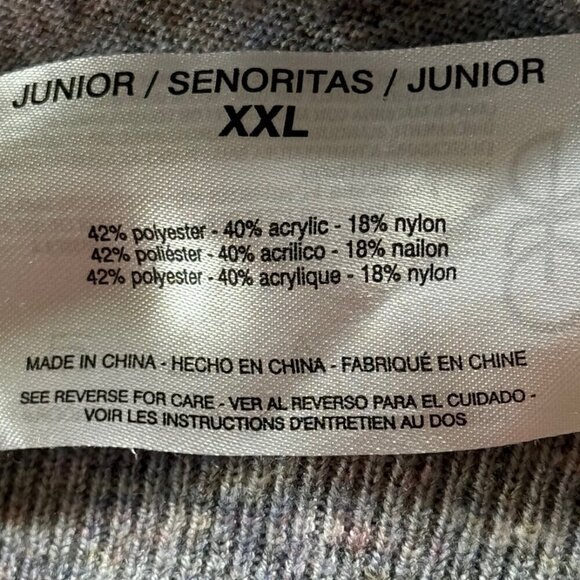 JUNIOR / SENORITAS / JUNIOR
XXL
42% polyester - 40% acrylic - 18% nylon
42% poliéster - 40% acrilico - 18% nailon
42% polyester - 40% acrylique - 18% nylon
MADE IN CHINA - HECHO EN CHINA - FABRIQUÉ EN CHINE
SEE REVERSE FOR CARE - VER AL REVERSO PARA EL CUIDADO -
VOIR LES INSTRUCTIONS D'ENTRETIEN AU DOS